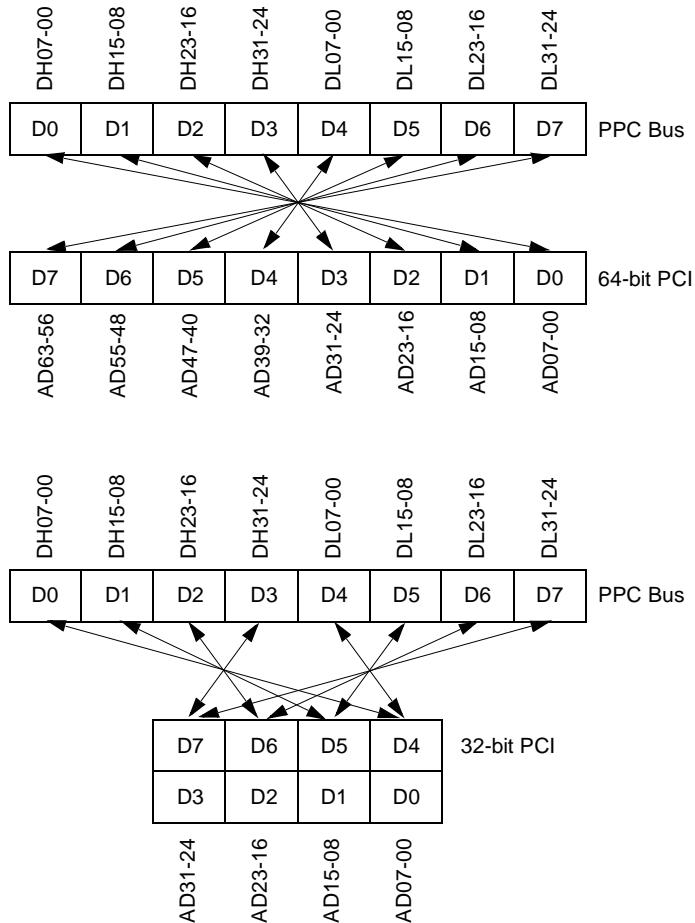 DH07-00 DH15-08 DH23-16 DH31-24 DL07-00 DL15-08 DL23-16 DL31-24
D0 D1 D2 D3 D4 D5 D6 D7 PPC Bus
D7 D6 D5 D4 D3 D2 D1 D0 64-bit PCI
AD63-56 AD55-48 AD47-40 AD39-32 AD31-24 AD23-16 AD15-08 AD07-00
DH07-00 DH15-08 DH23-16 DH31-24 DL07-00 DL15-08 DL23-16 DL31-24
D0 D1 D2 D3 D4 D5 D6 D7 PPC Bus
D7 D6 D5 D4 32-bit PCI
D3 D2 D1 D0
AD31-24 AD23-16 AD15-08 AD07-00